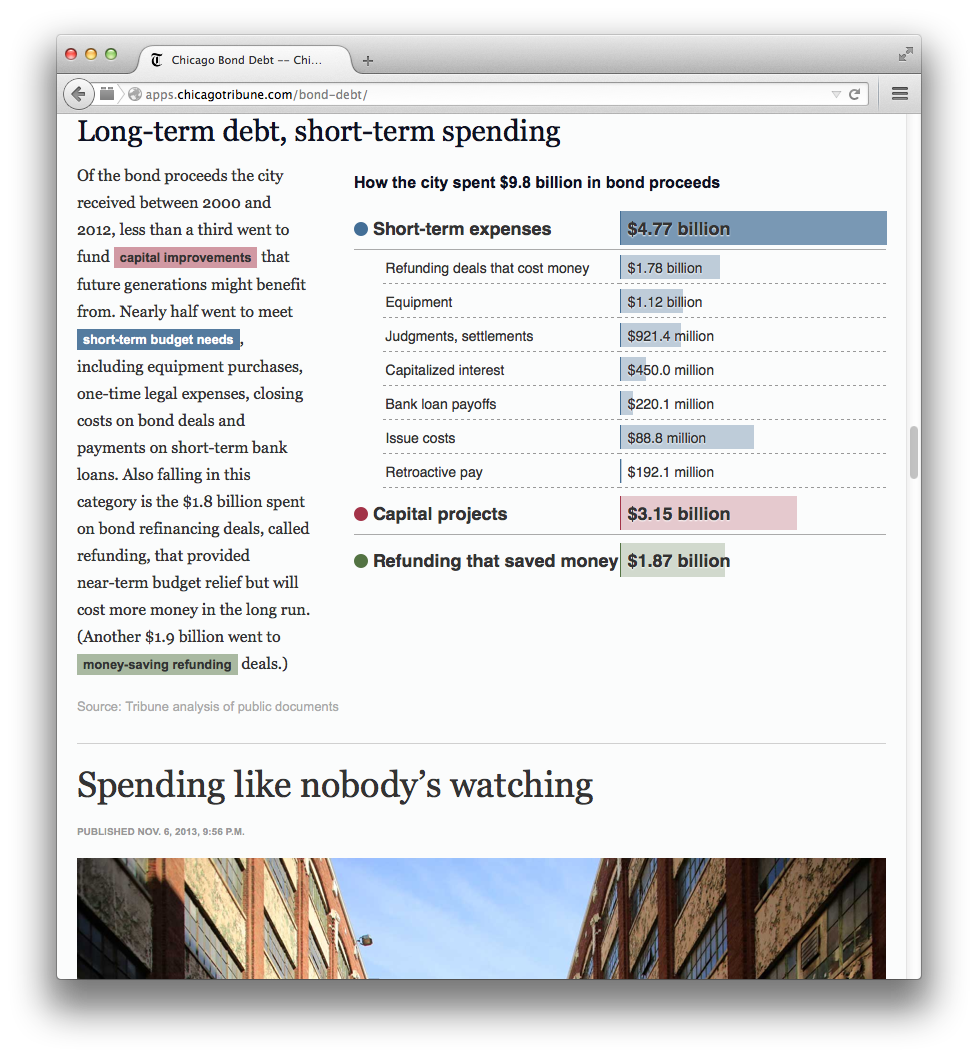 Chicago Bond Debt -- Chi...
apps.chicagotribune.com/bond-debt/
Long-term debt, short-term spending
Of the bond proceeds the city
received between 2000 and
2012, less than a third went to
fund capital improvements that
future generations might benefit
from. Nearly half went to meet
short-term budget needs,
including equipment purchases,
one-time legal expenses, closing
costs on bond deals and
payments on short-term bank
loans. Also falling in this
category is the $1.8 billion spent
on bond refinancing deals, called
refunding, that provided
near-term budget relief but will
cost more money in the long run.
(Another $1.9 billion went to
money-saving refunding deals.)
How the city spent $9.8 billion in bond proceeds
Short-term expenses $4.77 billion
Refunding deals that cost money $1.78 billion
Equipment $1.12 billion
Judgments, settlements $921.4 million
Capitalized interest $450.0 million
Bank loan payoffs $220.1 million
Issue costs $88.8 million
Retroactive pay $192.1 million
Capital projects $3.15 billion
Refunding that saved money $1.87 billion
Source: Tribune analysis of public documents
Spending like nobody’s watching
PUBLISHED NOV. 6, 2013, 9:56 P.M.